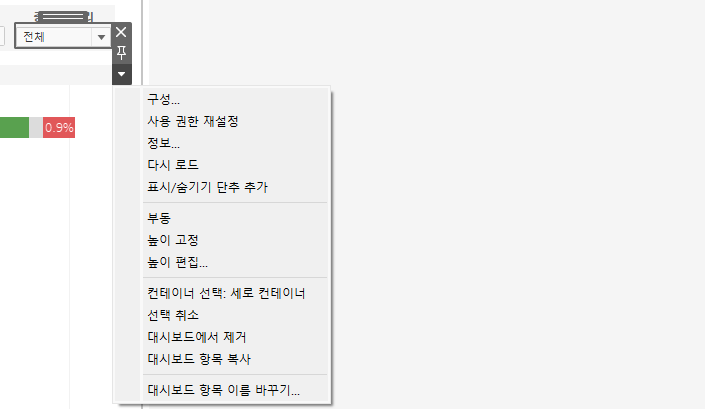 전체
0.9%
구성...
사용 권한 재설정
정보...
다시 로드
표시/숨기기 단추 추가
부동
높이 고정
높이 편집...
컨테이너 선택: 세로 컨테이너
선택 취소
대시보드에서 제거
대시보드 항목 복사
대시보드 항목 이름 바꾸기...